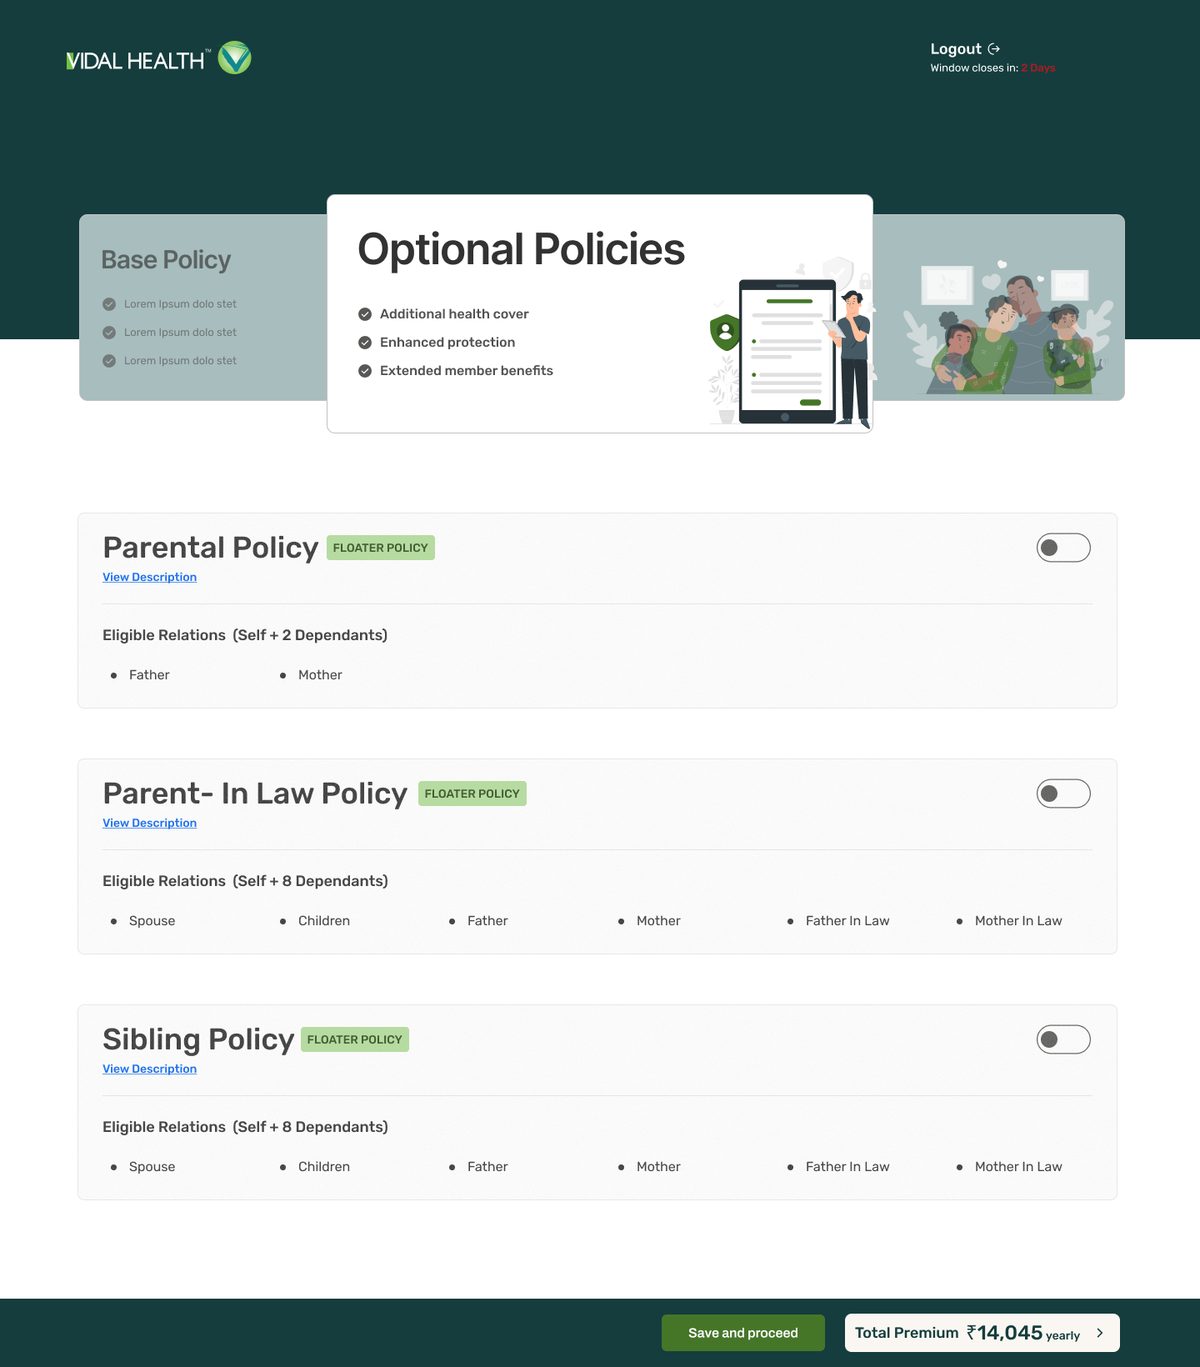 VIDAL HEALTH™
Logout
Window closes in: 2 Days
Base Policy
Lorem Ipsum dolo stet
Lorem Ipsum dolo stet
Lorem Ipsum dolo stet
Optional Policies
Additional health cover
Enhanced protection
Extended member benefits
Parental Policy FLOATER POLICY
View Description
Eligible Relations (Self + 2 Dependants)
Father Mother
Parent- In Law Policy FLOATER POLICY
View Description
Eligible Relations (Self + 8 Dependants)
Spouse Children Father Mother Father In Law Mother In Law
Sibling Policy FLOATER POLICY
View Description
Eligible Relations (Self + 8 Dependants)
Spouse Children Father Mother Father In Law Mother In Law
Save and proceed Total Premium ₹14,045 yearly